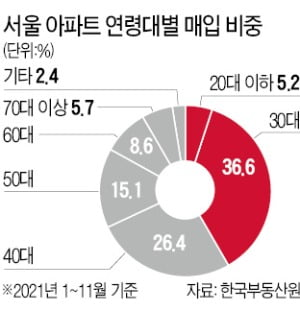 서울 아파트 연령대별 매입 비중
(단위:%)
기타 2.4
20대 이하 5.2
70대 이상 5.7
30대
60대
8.6
36.6
50대
15.1
26.4
40대
※2021년 1~11월 기준
자료:한국부동산원